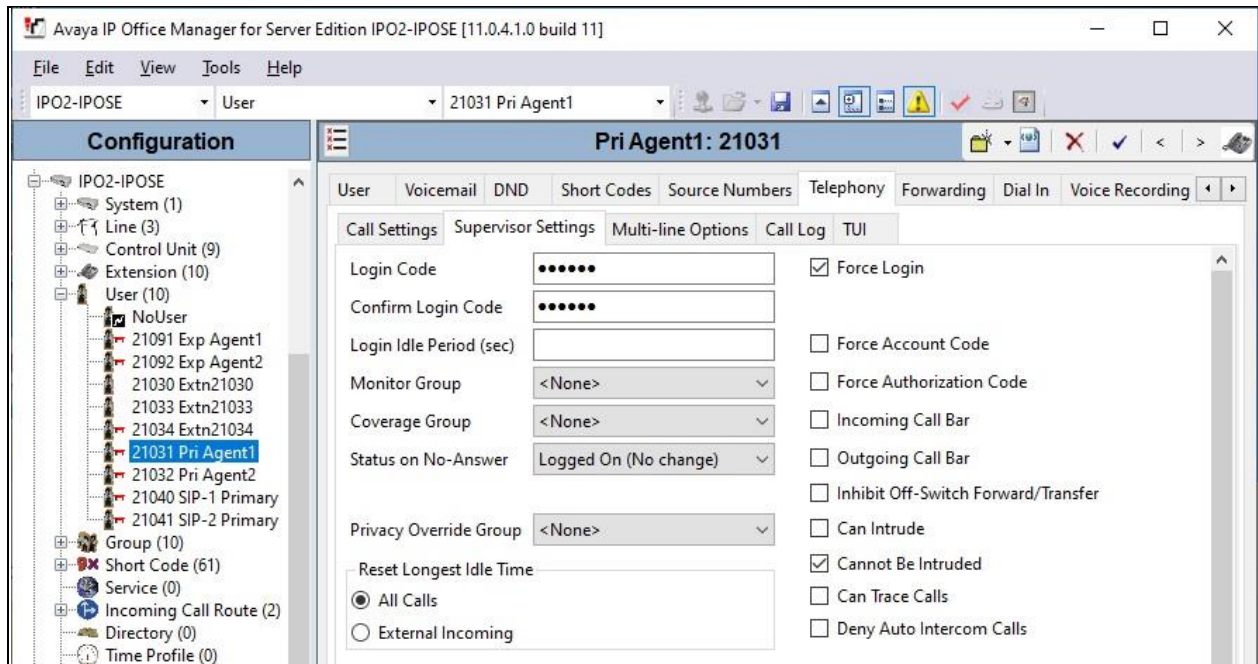 Avaya IP Office Manager for Server Edition IPO2-IPOSE [11.0.4.1.0 build 11]
File Edit View Tools Help
IPO2-IPOSE User 21031 Pri Agent1
Configuration
Pri Agent1: 21031
IPO2-IPOSE
System (1)
Line (3)
Control Unit (9)
Extension (10)
User (10)
NoUser
21091 Exp Agent1
21092 Exp Agent2
21030 Extn21030
21033 Extn21033
21034 Extn21034
21031 Pri Agent1
21032 Pri Agent2
21040 SIP-1 Primary
21041 SIP-2 Primary
Group (10)
Short Code (61)
Service (0)
Incoming Call Route (2)
Directory (0)
Time Profile (0)
User Voicemail DND Short Codes Source Numbers Telephony Forwarding Dial In Voice Recording
Call Settings Supervisor Settings Multi-line Options Call Log TUI
Login Code ●●●●●●
Confirm Login Code ●●●●●●
Login Idle Period (sec)
Monitor Group <None>
Coverage Group <None>
Status on No-Answer Logged On (No change)
Privacy Override Group <None>
Reset Longest Idle Time
All Calls
External Incoming
Force Login
Force Account Code
Force Authorization Code
Incoming Call Bar
Outgoing Call Bar
Inhibit Off-Switch Forward/Transfer
Can Intrude
Cannot Be Intruded
Can Trace Calls
Deny Auto Intercom Calls